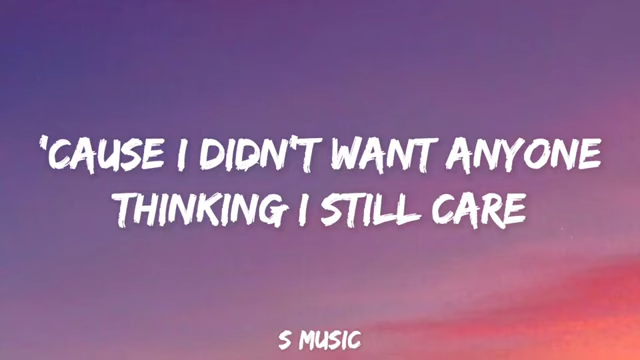 'CAUSE I DIDN'T WANT ANYONE
THINKING I STILL CARE
S MUSIC